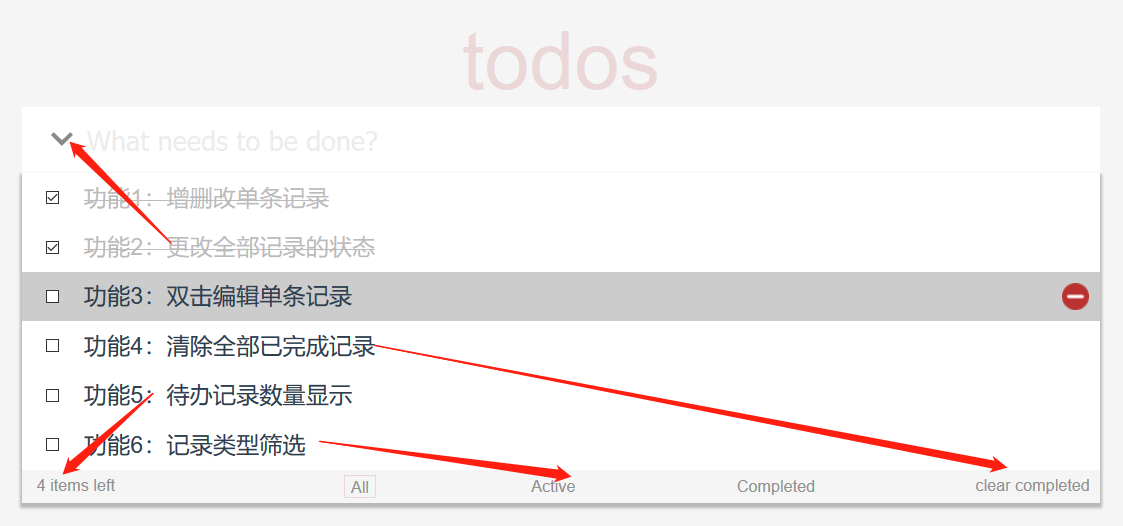 todos
What needs to be done?
功能1：增删改单条记录
功能2：更改全部记录的状态
功能3：双击编辑单条记录
功能4：清除全部已完成记录
功能5：待办记录数量显示
功能6：记录类型筛选
4 items left All Active Completed clear completed